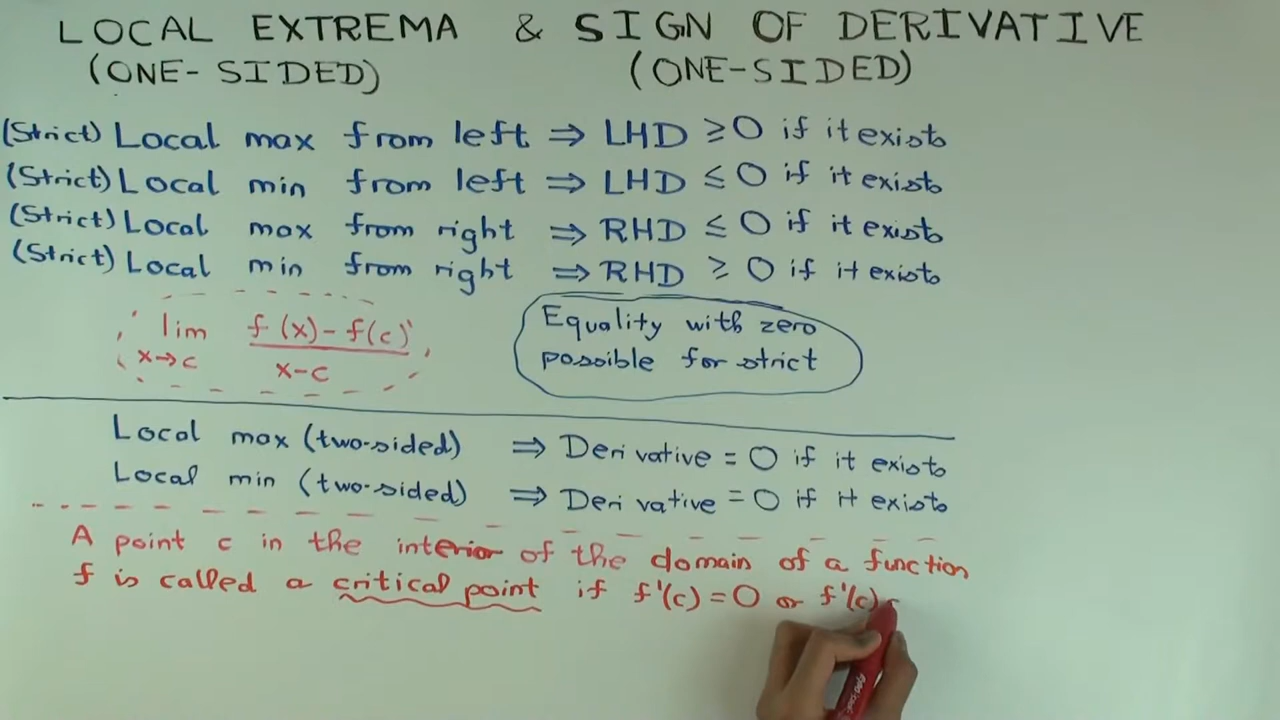 LOCAL EXTREMA & SIGN OF DERIVATIVE
(ONE-SIDED) (ONE-SIDED)
(Strict) Local max from left ⇒ LHD ≥0 if it exists
(Strict) Local min from left ⇒ LHD ≤ 0 if it exists
(Strict) Local max from right ⇒ RHD ≤ 0 if it exists
(Strict) Local min from right ⇒ RHD ≥ 0 if it exists
lim x→c f(x)-f(c) / x-c
Equality with zero
possible for strict
Local max (two-sided) ⇒ Derivative = 0 if it exists
Local min (two-sided) ⇒ Derivative = 0 if it exists
A point c in the interior of the domain of a function
f is called a critical point if f'(c) = 0 or f'(c)